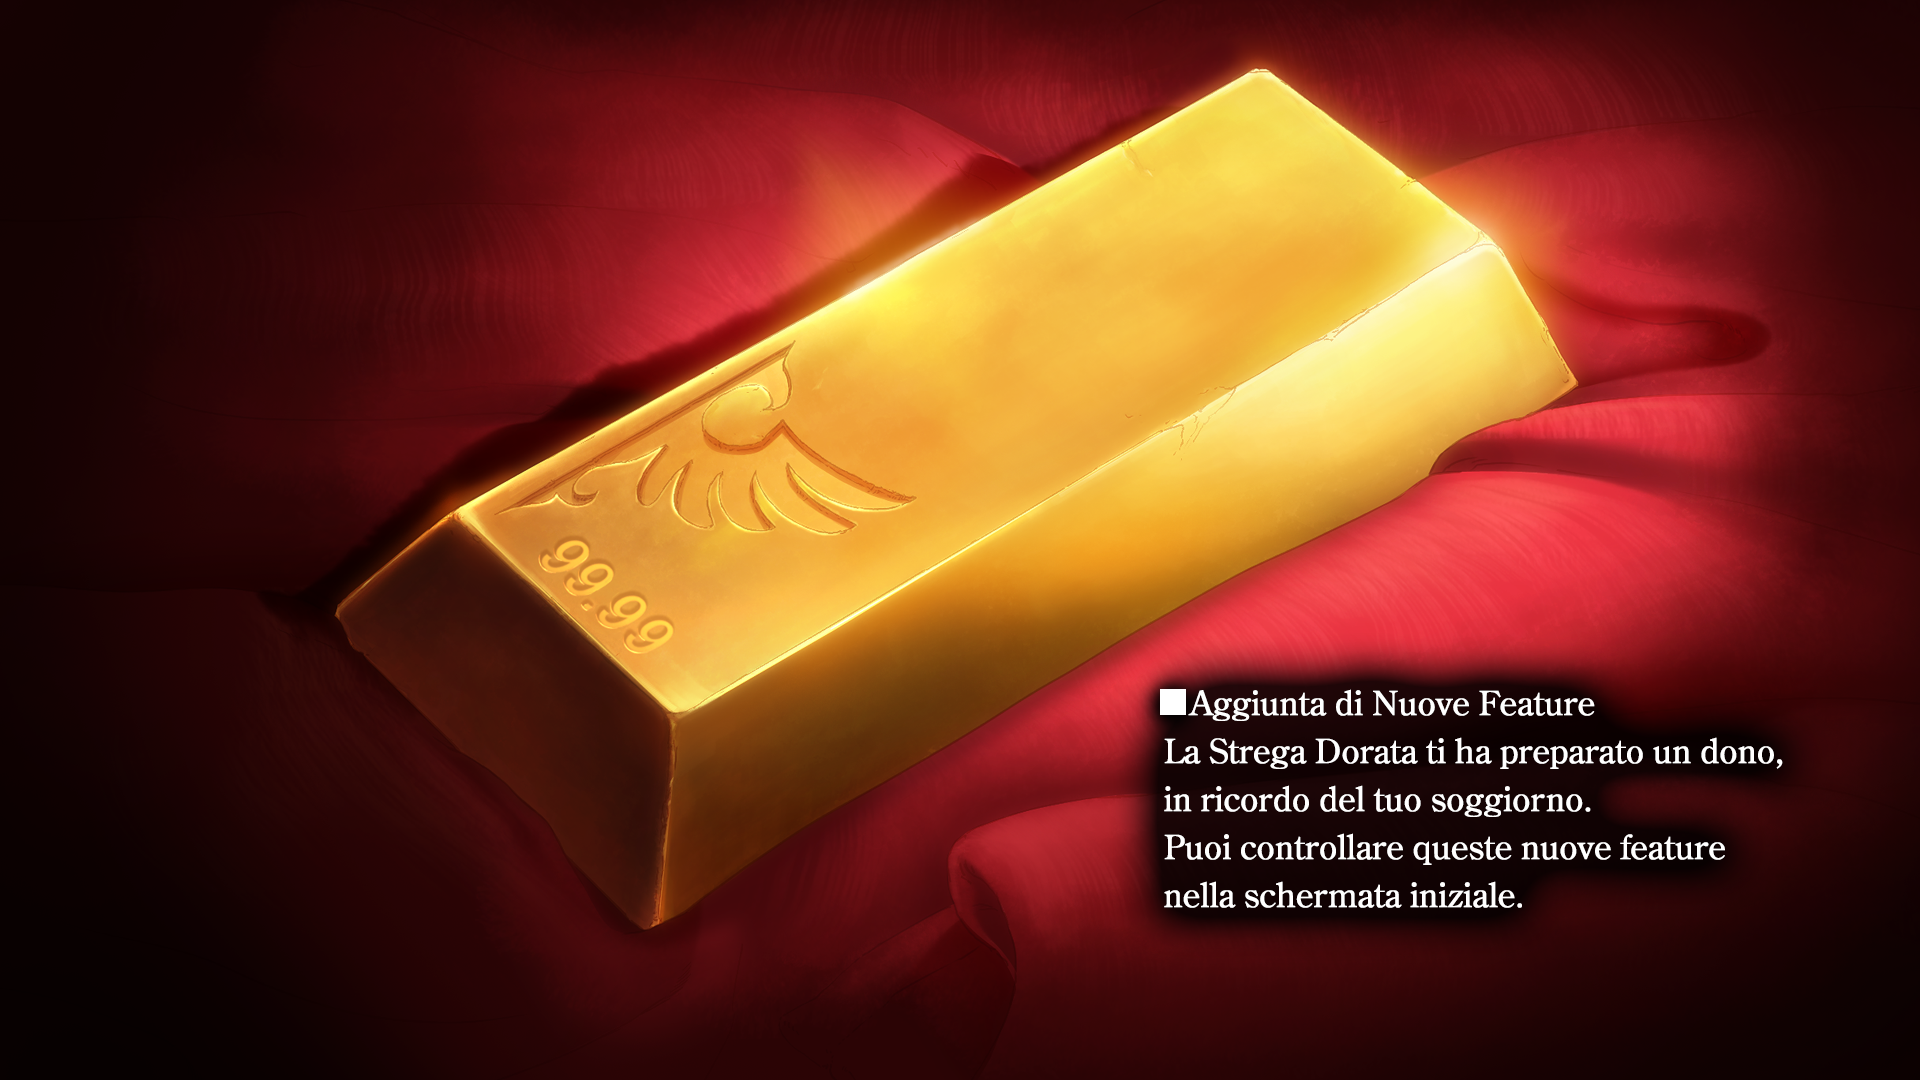 99.99
■Aggiunta di Nuove Feature
La Strega Dorata ti ha preparato un dono,
in ricordo del tuo soggiorno.
Puoi controllare queste nuove feature
nella schermata iniziale.